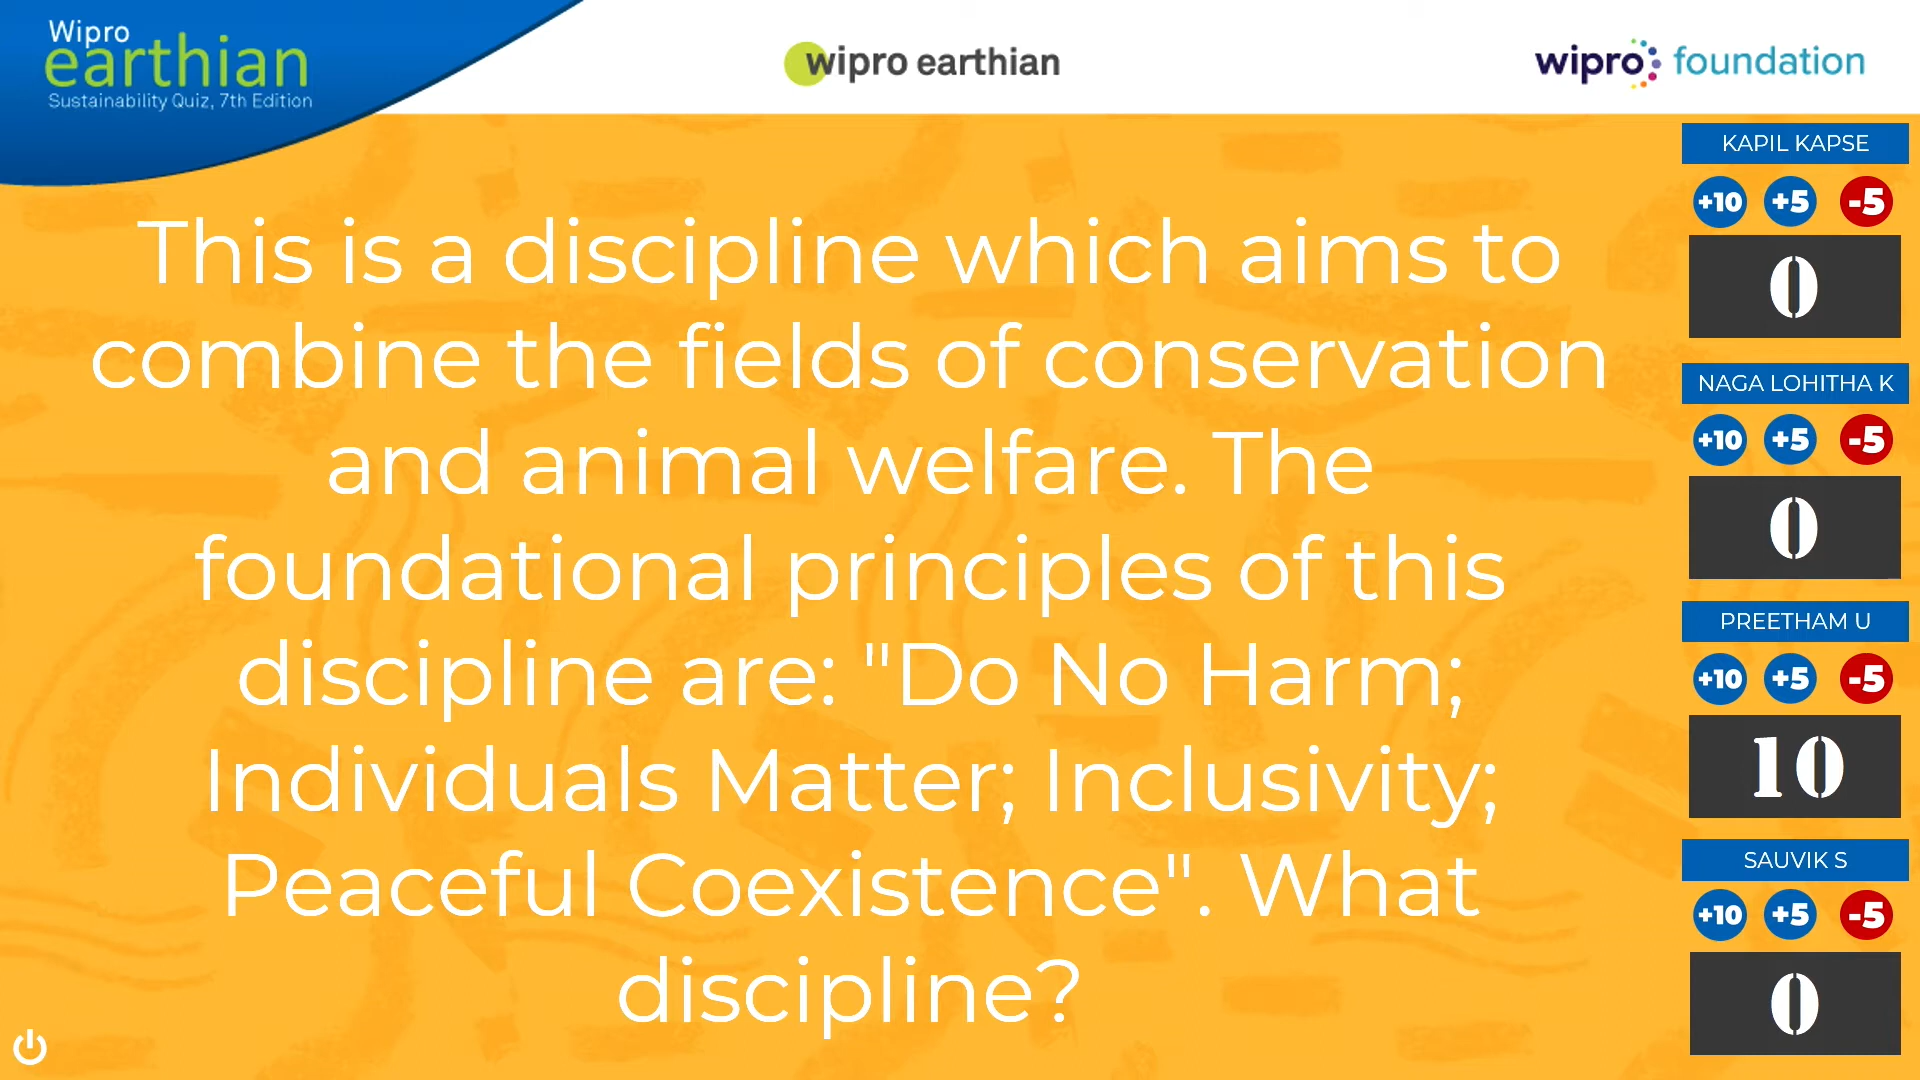 Wipro
earthian
Sustainability Quiz, 7th Edition
wipro earthian
wipro foundation
This is a discipline which aims to
combine the fields of conservation
and animal welfare. The
foundational principles of this
discipline are: "Do No Harm;
Individuals Matter; Inclusivity;
Peaceful Coexistence". What
discipline?
KAPIL KAPSE
+10 +5 -5
0
NAGA LOHITHA K
+10 +5 -5
0
PREETHAM U
+10 +5 -5
10
SAUVIK S
+10 +5 -5
0